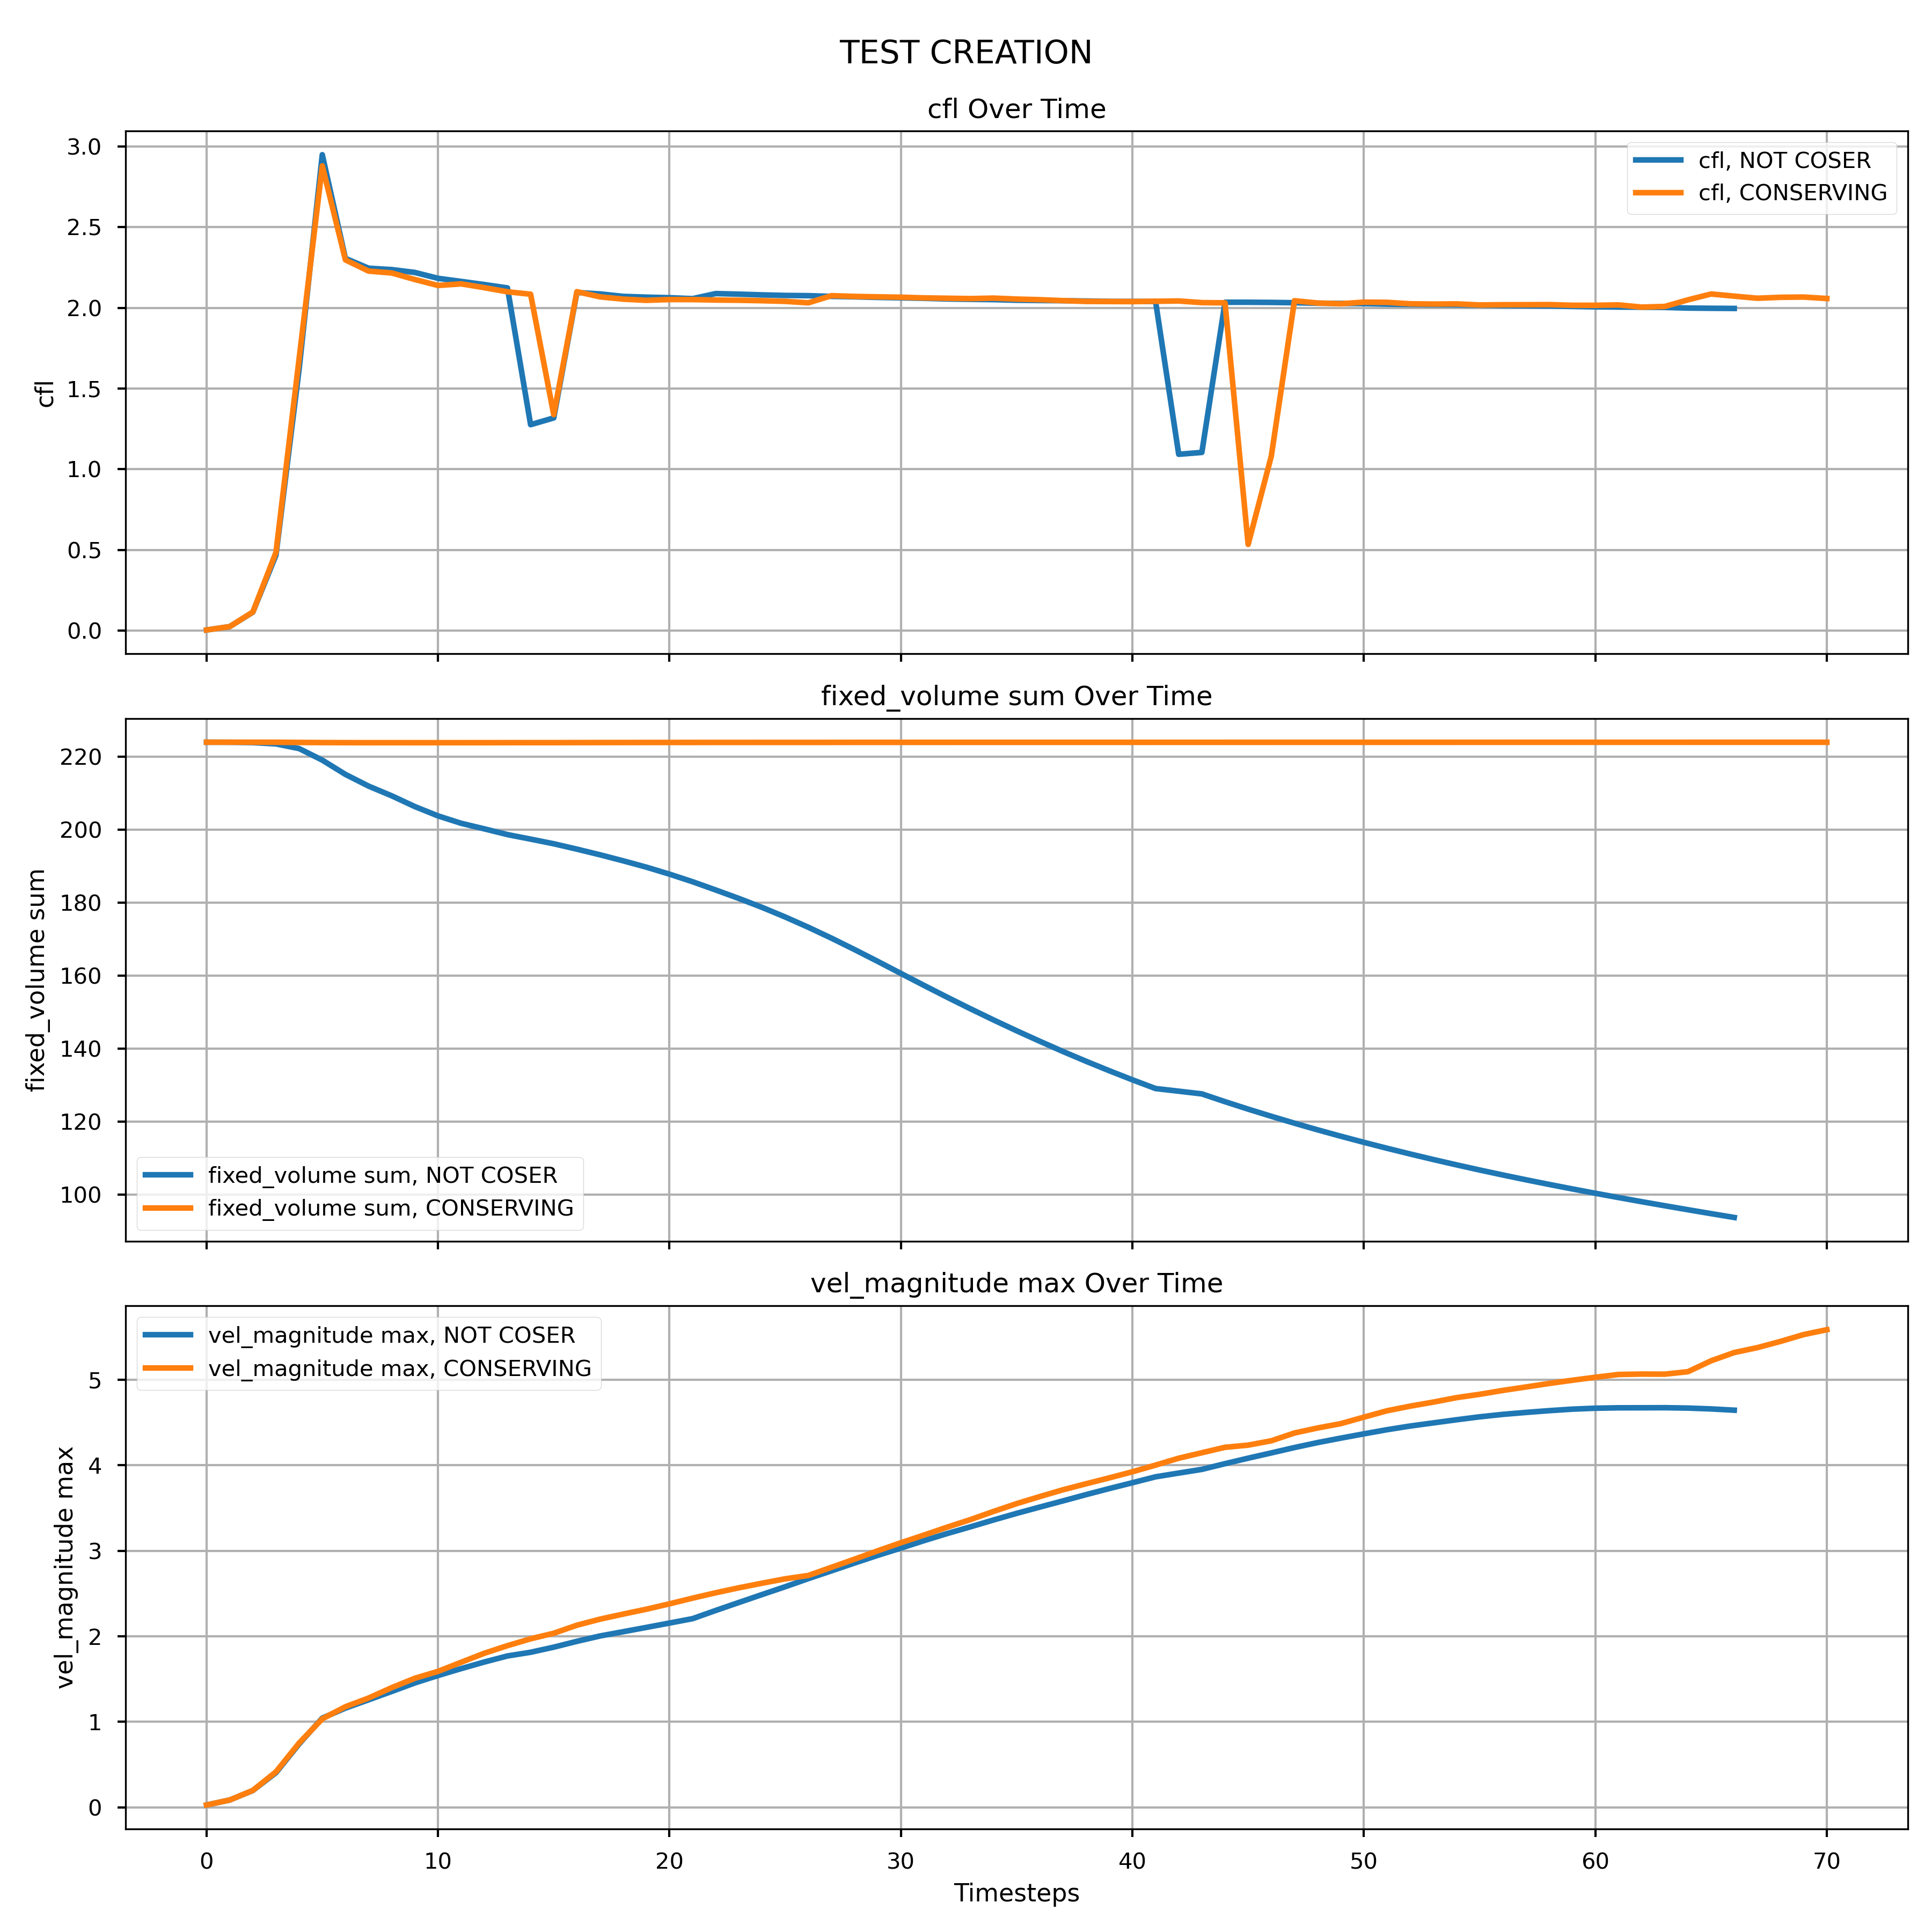 TEST CREATION
cfl Over Time
3.0
2.5
2.0
1.5
1.0
0.5
0.0
cfl
cfl, NOT COSER
cfl, CONSERVING
fixed_volume sum Over Time
220
200
180
160
140
120
100
fixed_volume sum
fixed_volume sum, NOT COSER
fixed_volume sum, CONSERVING
vel_magnitude max Over Time
vel_magnitude max, NOT COSER
vel_magnitude max, CONSERVING
5
4
3
2
1
0
vel_magnitude max
0 10 20 30 40 50 60 70
Timesteps